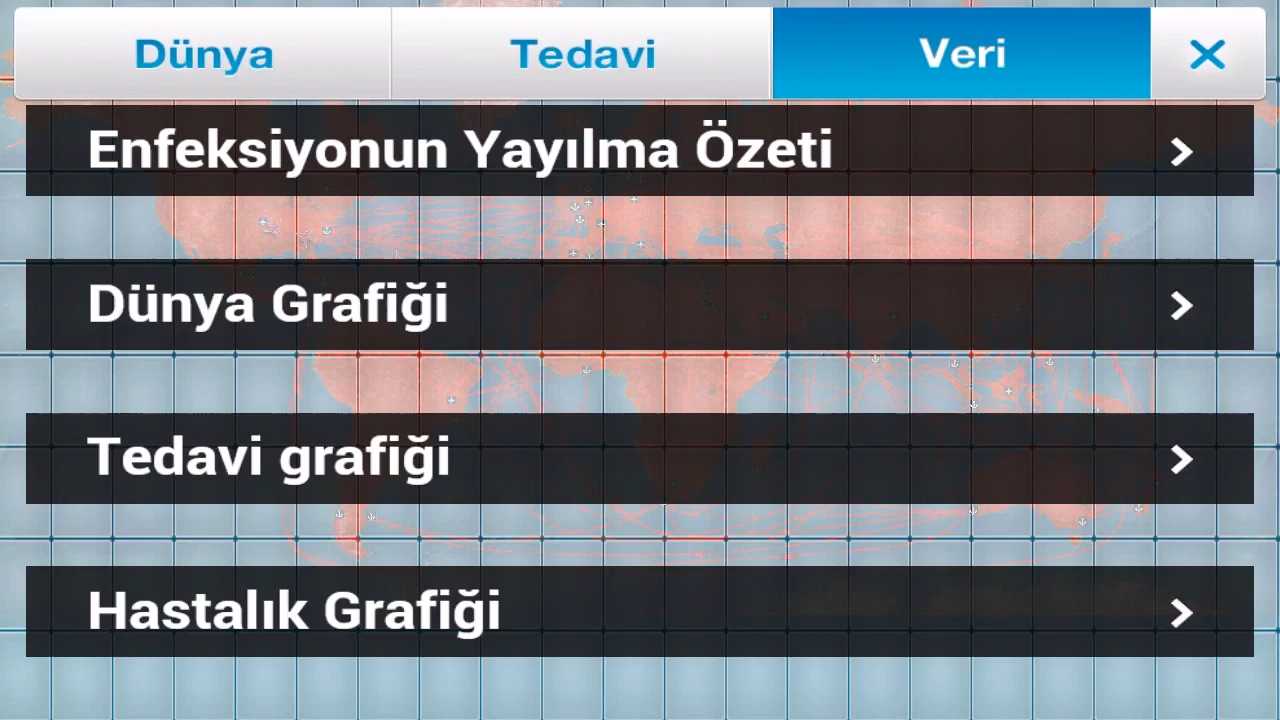 Dünya
Tedavi
Veri
Enfeksiyonun Yayılma Özeti
Dünya Grafiği
Tedavi grafiği
Hastalık Grafiği